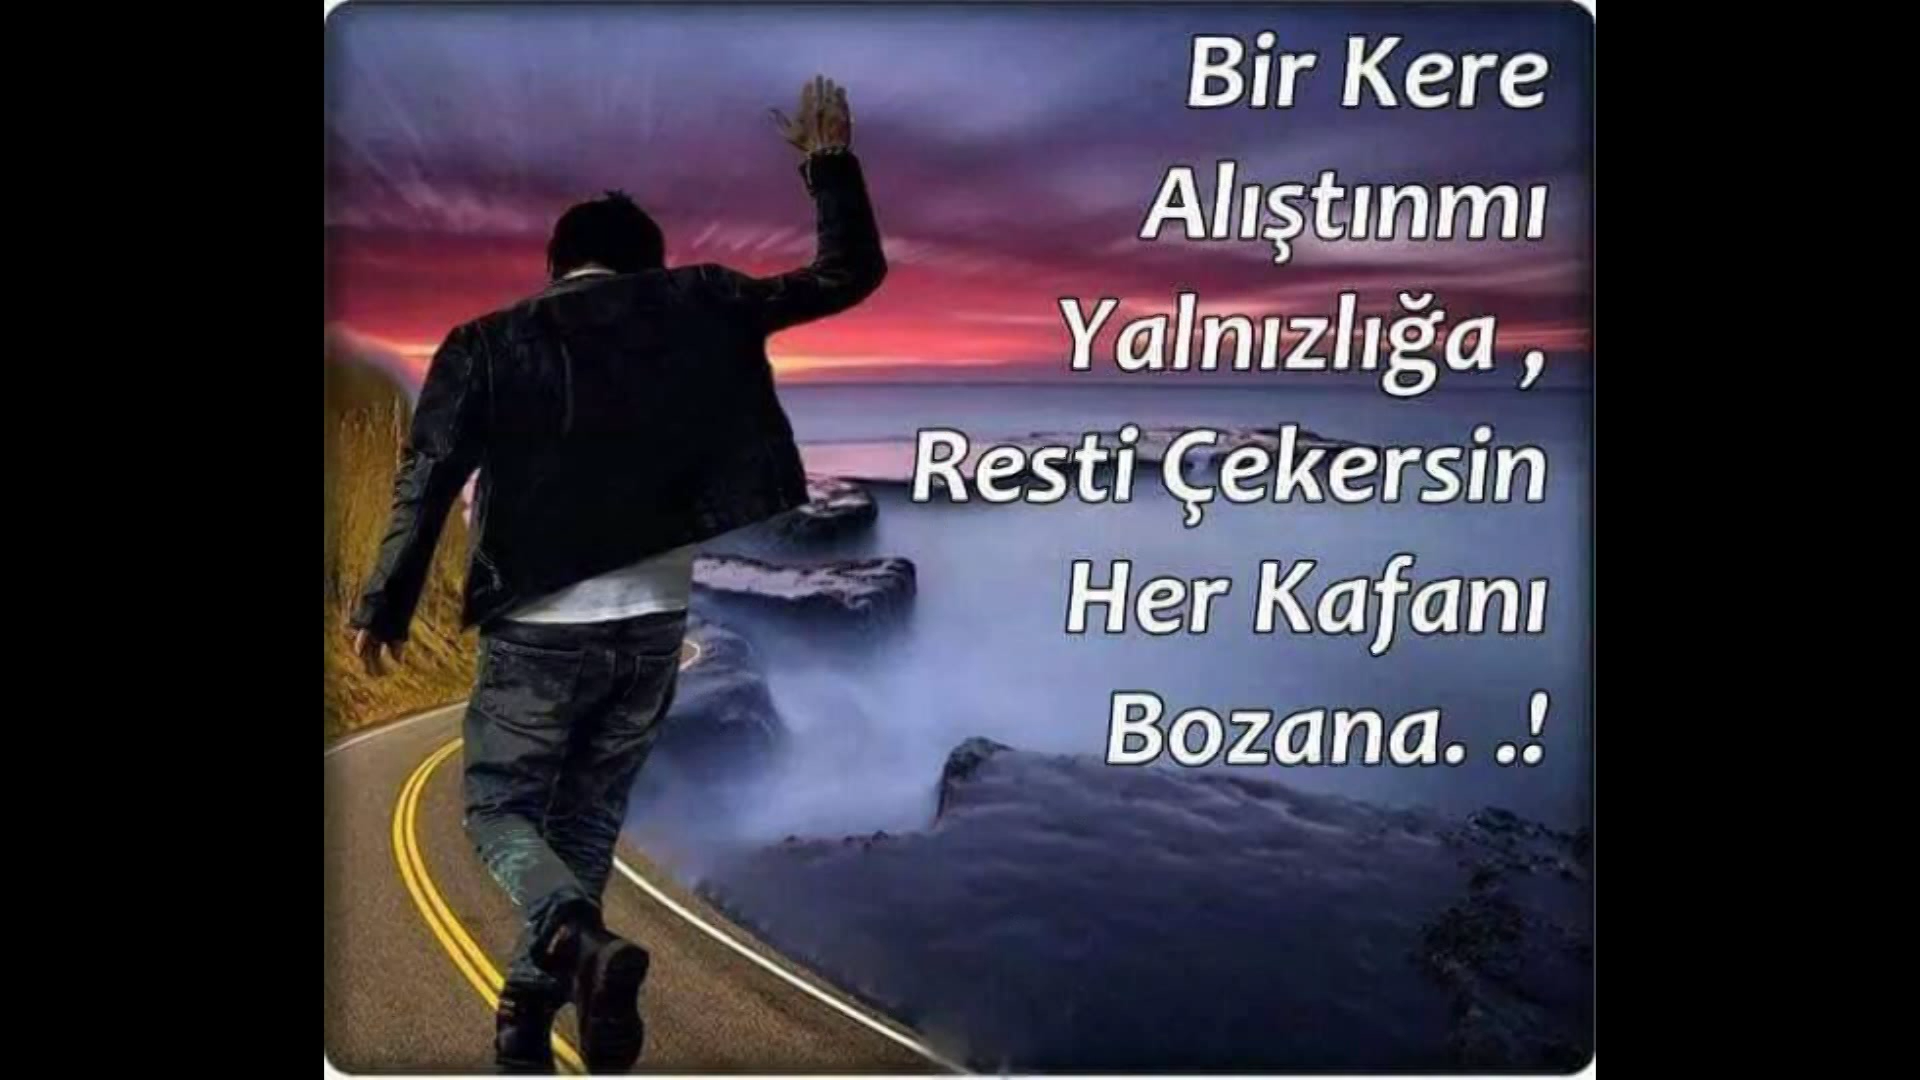 Bir Kere
Alıştınmı
Yalnızlığa ,
Resti Çekersin
Her Kafanı
Bozana. .!